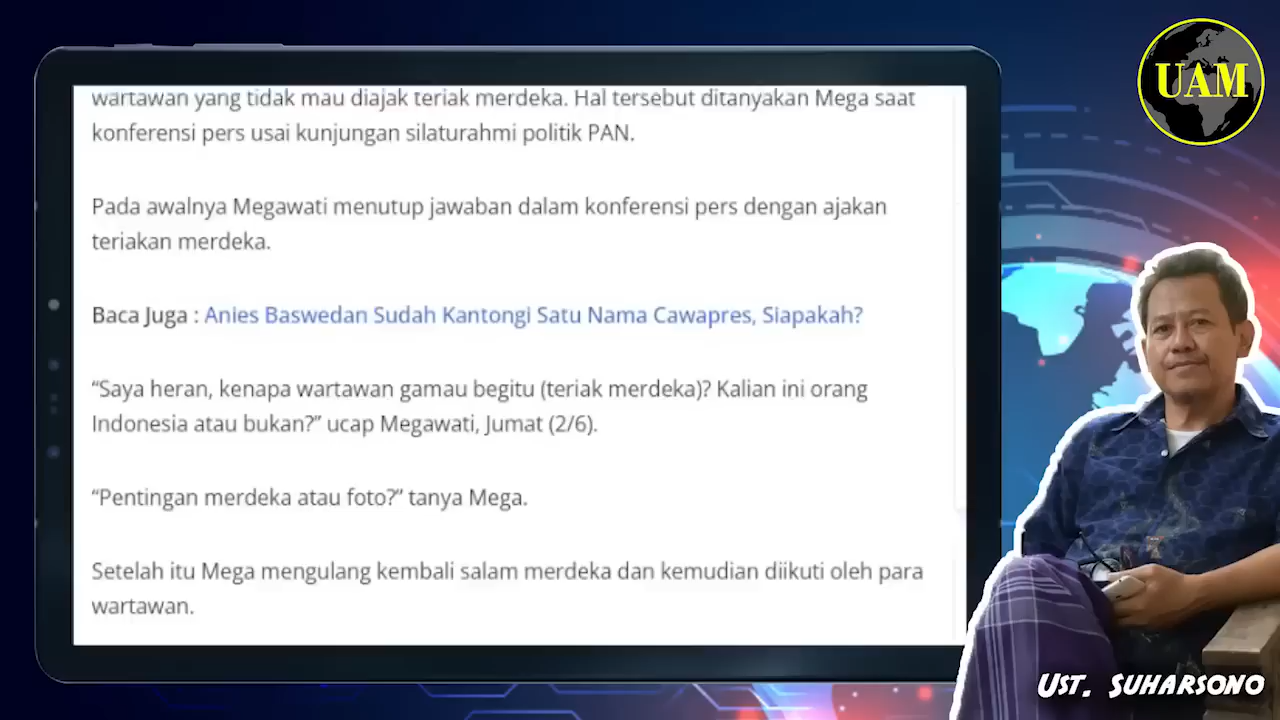 wartawan yang tidak mau diajak teriak merdeka. Hal tersebut ditanyakan Mega saat
konferensi pers usai kunjungan silaturahmi politik PAN.
Pada awalnya Megawati menutup jawaban dalam konferensi pers dengan ajakan
teriakan merdeka.
Baca Juga : Anies Baswedan Sudah Kantongi Satu Nama Cawapres, Siapakah?
“Saya heran, kenapa wartawan gamau begitu (teriak merdeka)? Kalian ini orang
Indonesia atau bukan?” ucap Megawati, Jumat (2/6).
“Pentingan merdeka atau foto?” tanya Mega.
Setelah itu Mega mengulang kembali salam merdeka dan kemudian diikuti oleh para
wartawan.
UAM
UST. SUHARSONO